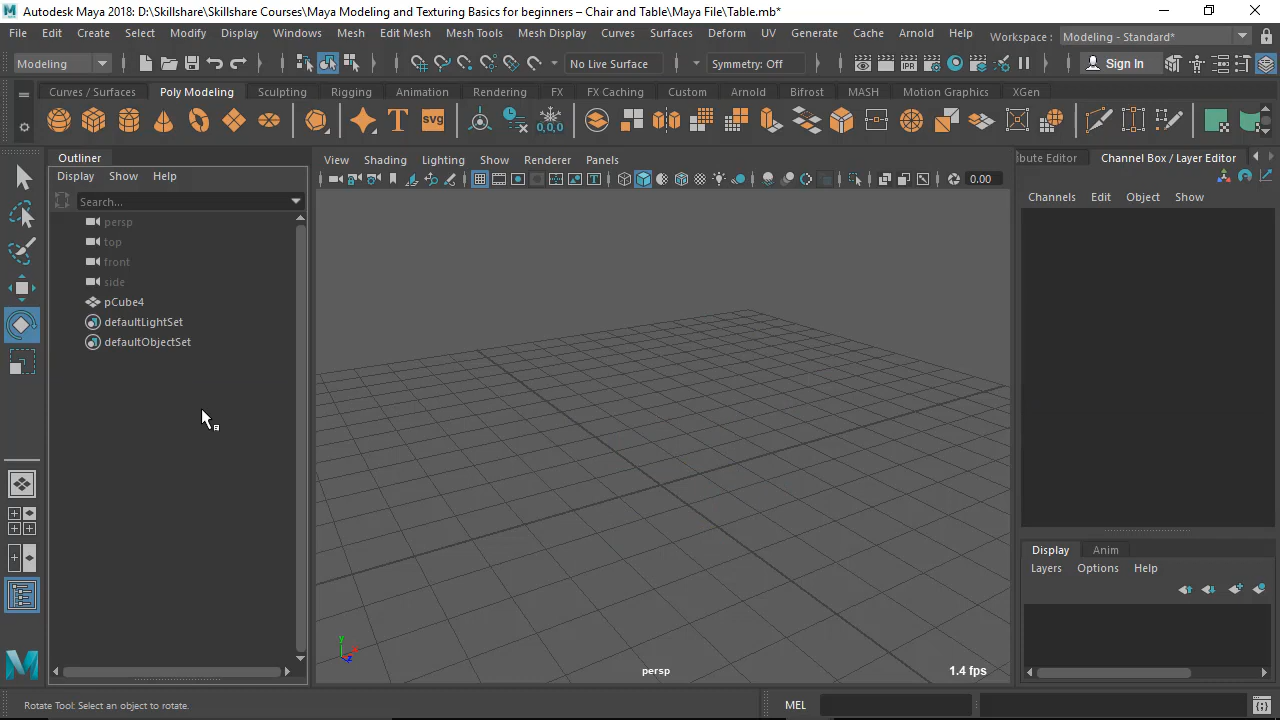 Autodesk Maya 2018: D:\Skillshare\Skillshare Courses\Maya Modeling and Texturing Basics for beginners – Chair and Table\Maya File\Table.mb*
File Edit Create Select Modify Display Windows Mesh Edit Mesh Mesh Tools Mesh Display Curves Surfaces Deform UV Generate Cache Arnold Help Workspace : Modeling - Standard*
Modeling No Live Surface Symmetry: Off Sign In
Curves / Surfaces Poly Modeling Sculpting Rigging Animation Rendering FX FX Caching Custom Arnold Bifrost MASH Motion Graphics XGen
T svg 0,0,0
Outliner
Display Show Help
Search...
persp
top
front
side
pCube4
defaultLightSet
defaultObjectSet
View Shading Lighting Show Renderer Panels
0.00
y
x
z
persp
1.4 fps
ibute Editor Channel Box / Layer Editor
Channels Edit Object Show
Display Anim
Layers Options Help
Rotate Tool: Select an object to rotate.
MEL